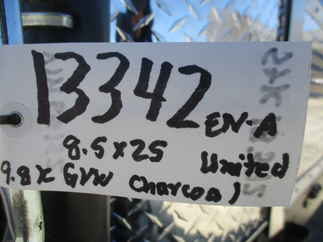 13342
EN-A
8.5x25 United
9.8K GVW Charcoal